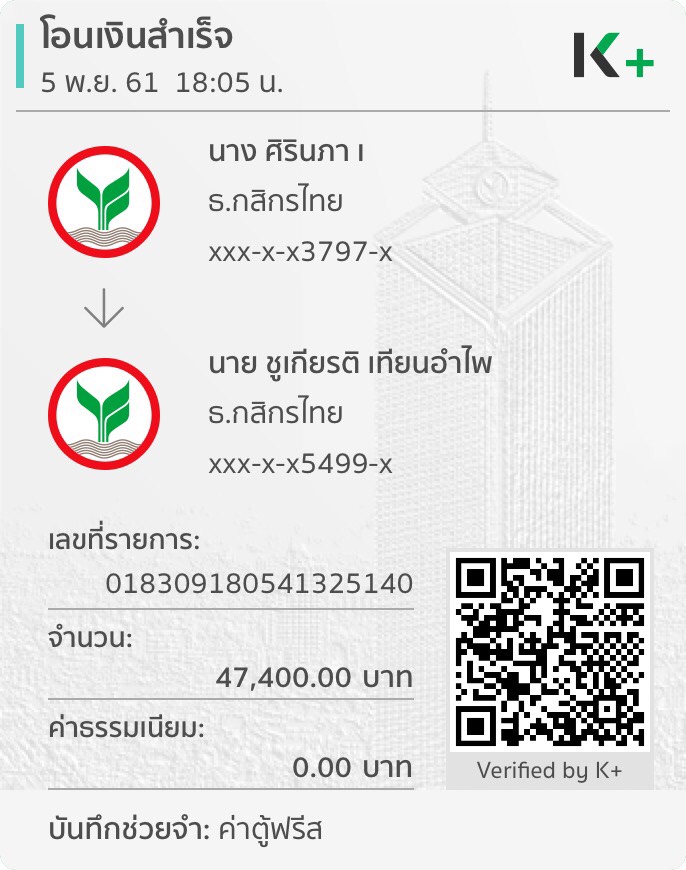 โอนเงินสำเร็จ
5 พ.ย. 61 18:05 น.
K+
นาง ศิรินภา เ
ธ.กสิกรไทย
xxx-x-x3797-x
นาย ชูเกียรติ เทียนอำไพ
ธ.กสิกรไทย
xxx-x-x5499-x
เลขที่รายการ:
018309180541325140
จำนวน:
47,400.00 บาท
ค่าธรรมเนียม:
0.00 บาท
Verified by K+
บันทึกช่วยจำ: ค่าตู้ฟรีส